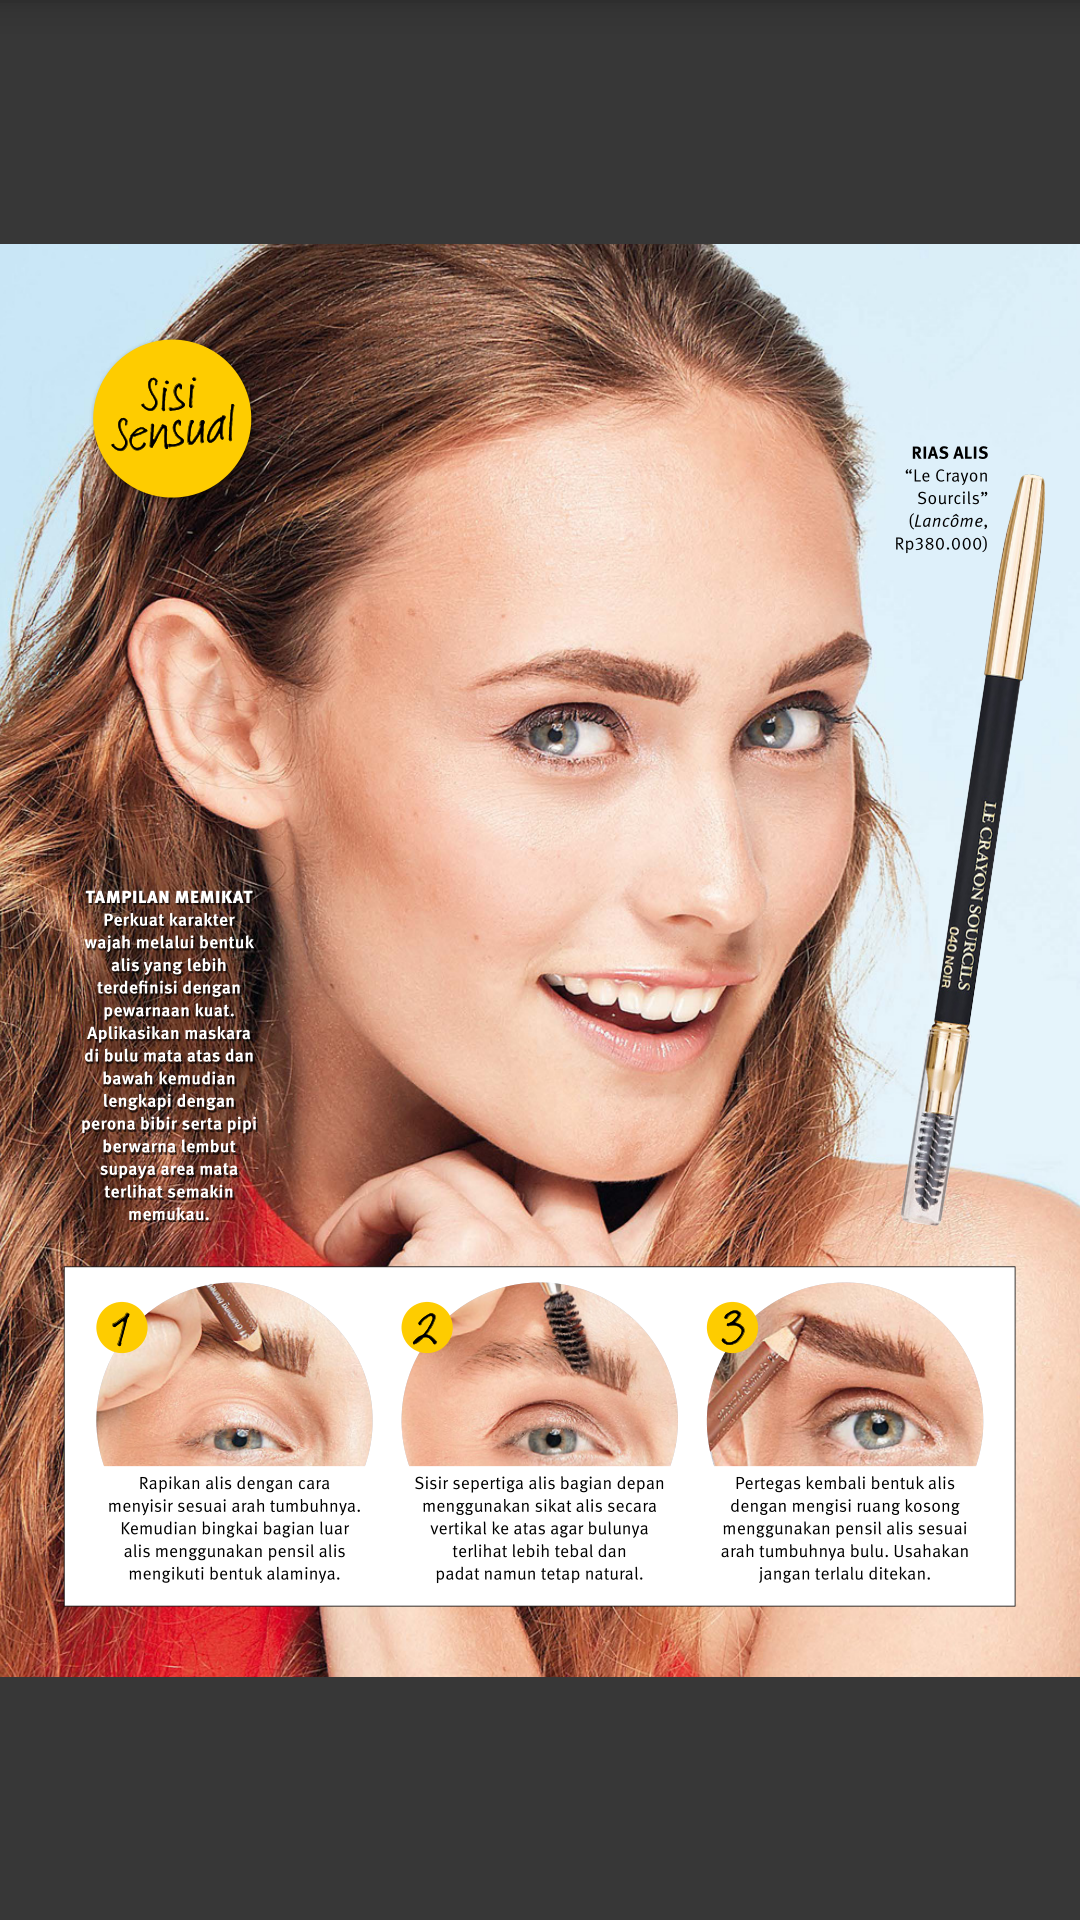 Sisi
Sensual
RIAS ALIS
“Le Crayon
Sourcils”
(Lancôme,
Rp380.000)
LE CRAYON SOURCILS
040 NOIR
TAMPILAN MEMIKAT
Perkuat karakter
wajah melalui bentuk
alis yang lebih
terdefinisi dengan
pewarnaan kuat.
Aplikasikan maskara
di bulu mata atas dan
bawah kemudian
lengkapi dengan
perona bibir serta pipi
berwarna lembut
supaya area mata
terlihat semakin
memukau.
1
Rapikan alis dengan cara
menyisir sesuai arah tumbuhnya.
Kemudian bingkai bagian luar
alis menggunakan pensil alis
mengikuti bentuk alaminya.
2
Sisir sepertiga alis bagian depan
menggunakan sikat alis secara
vertikal ke atas agar bulunya
terlihat lebih tebal dan
padat namun tetap natural.
3
Pertegas kembali bentuk alis
dengan mengisi ruang kosong
menggunakan pensil alis sesuai
arah tumbuhnya bulu. Usahakan
jangan terlalu ditekan.